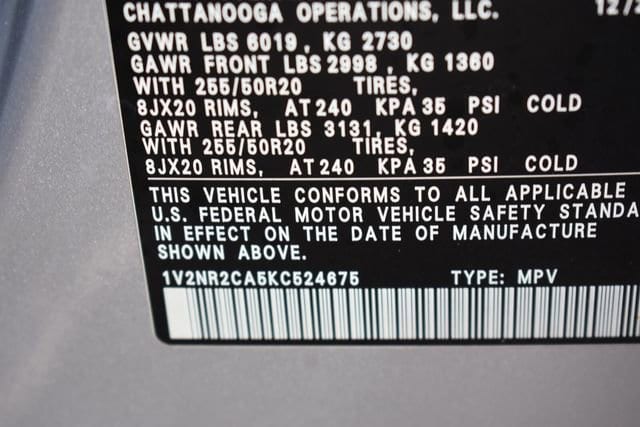 CHATTANOOGA OPERATIONS, LLC. 12/
GVWR LBS 6019, KG 2730
GAWR FRONT LBS 2998, KG 1360
WITH 255/50R20 TIRES,
8JX20 RIMS, AT 240 KPA 35 PSI COLD
GAWR REAR LBS 3131, KG 1420
WITH 255/50R20 TIRES,
8JX20 RIMS, AT 240 KPA 35 PSI COLD
THIS VEHICLE CONFORMS TO ALL APPLICABLE
U.S. FEDERAL MOTOR VEHICLE SAFETY STANDA
IN EFFECT ON THE DATE OF MANUFACTURE
SHOWN ABOVE.
1V2NR2CA5KC524675 TYPE: MPV